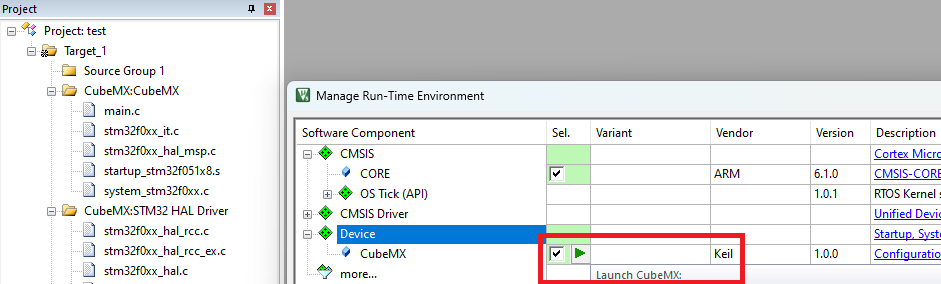 Project
Project: test
Target_1
Source Group 1
CubeMX:CubeMX
main.c
stm32f0xx_it.c
stm32f0xx_hal_msp.c
startup_stm32f051x8.s
system_stm32f0xx.c
CubeMX:STM32 HAL Driver
stm32f0xx_hal_rcc.c
stm32f0xx_hal_rcc_ex.c
stm32f0xx_hal.c
Manage Run-Time Environment
Software Component Sel. Variant Vendor Version Description
CMSIS Cortex Micro
CORE ARM 6.1.0 CMSIS-CORE
OS Tick (API) 1.0.1 RTOS Kernel s
CMSIS Driver Unified Devic
Device Startup, Syste
CubeMX Keil 1.0.0 Configuratio
more... Launch CubeMX: